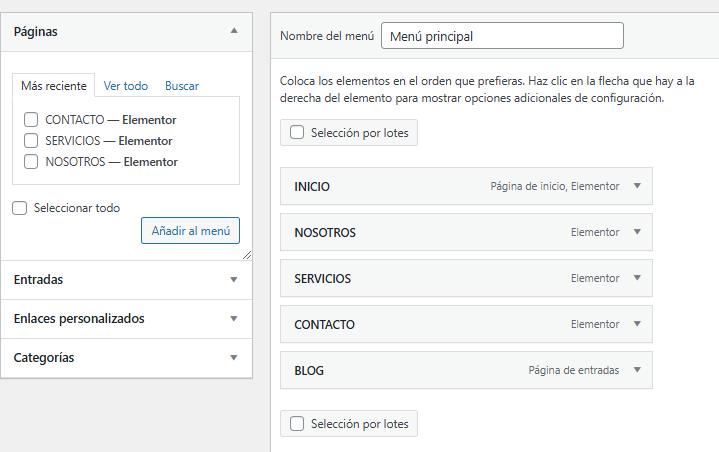 Páginas
Más reciente Ver todo Buscar
CONTACTO — Elementor
SERVICIOS — Elementor
NOSOTROS — Elementor
Seleccionar todo
Añadir al menú
Entradas
Enlaces personalizados
Categorías
Nombre del menú Menú principal
Coloca los elementos en el orden que prefieras. Haz clic en la flecha que hay a la
derecha del elemento para mostrar opciones adicionales de configuración.
Selección por lotes
INICIO Página de inicio, Elementor
NOSOTROS Elementor
SERVICIOS Elementor
CONTACTO Elementor
BLOG Página de entradas
Selección por lotes